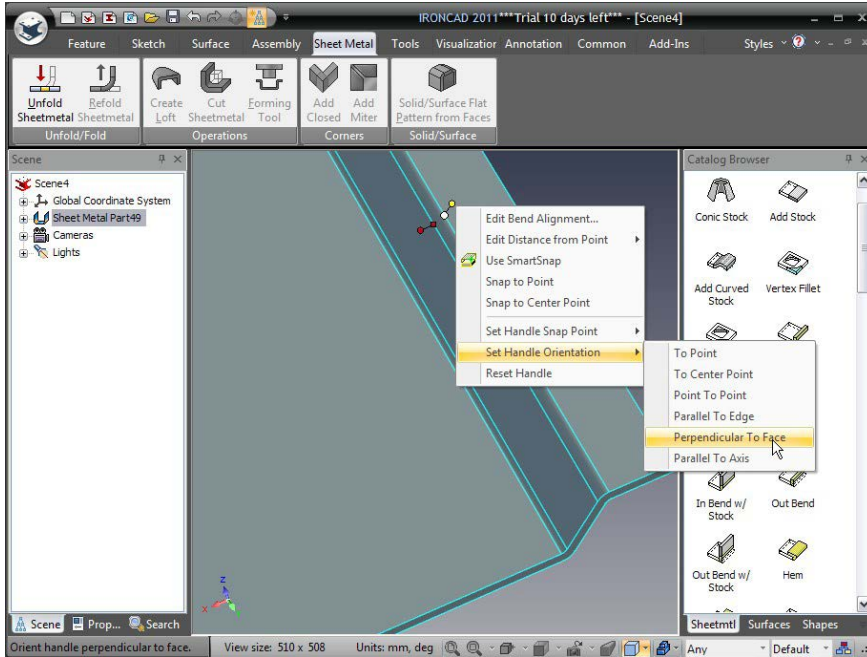 IRONCAD 2011***Trial 10 days left*** - [Scene4]
Feature Sketch Surface Assembly Sheet Metal Tools Visualizatior Annotation Common Add-Ins Styles
Unfold Sheetmetal
Refold Sheetmetal
Create Loft
Cut Sheetmetal
Forming Tool
Add Closed
Add Miter
Solid/Surface Flat
Pattern from Faces
Unfold/Fold Operations Corners Solid/Surface
Scene
Scene4
Global Coordinate System
Sheet Metal Part49
Cameras
Lights
Edit Bend Alignment...
Edit Distance from Point
Use SmartSnap
Snap to Point
Snap to Center Point
Set Handle Snap Point
Set Handle Orientation
Reset Handle
To Point
To Center Point
Point To Point
Parallel To Edge
Perpendicular To Face
Parallel To Axis
z
x
Catalog Browser
Conic Stock
Add Stock
Add Curved
Stock
Vertex Fillet
In Bend w/
Stock
Out Bend
Out Bend w/
Stock
Hem
Scene Prop... Search
Sheetmtl Surfaces Shapes
Orient handle perpendicular to face. View size: 510 x 508 Units: mm, deg Any Default